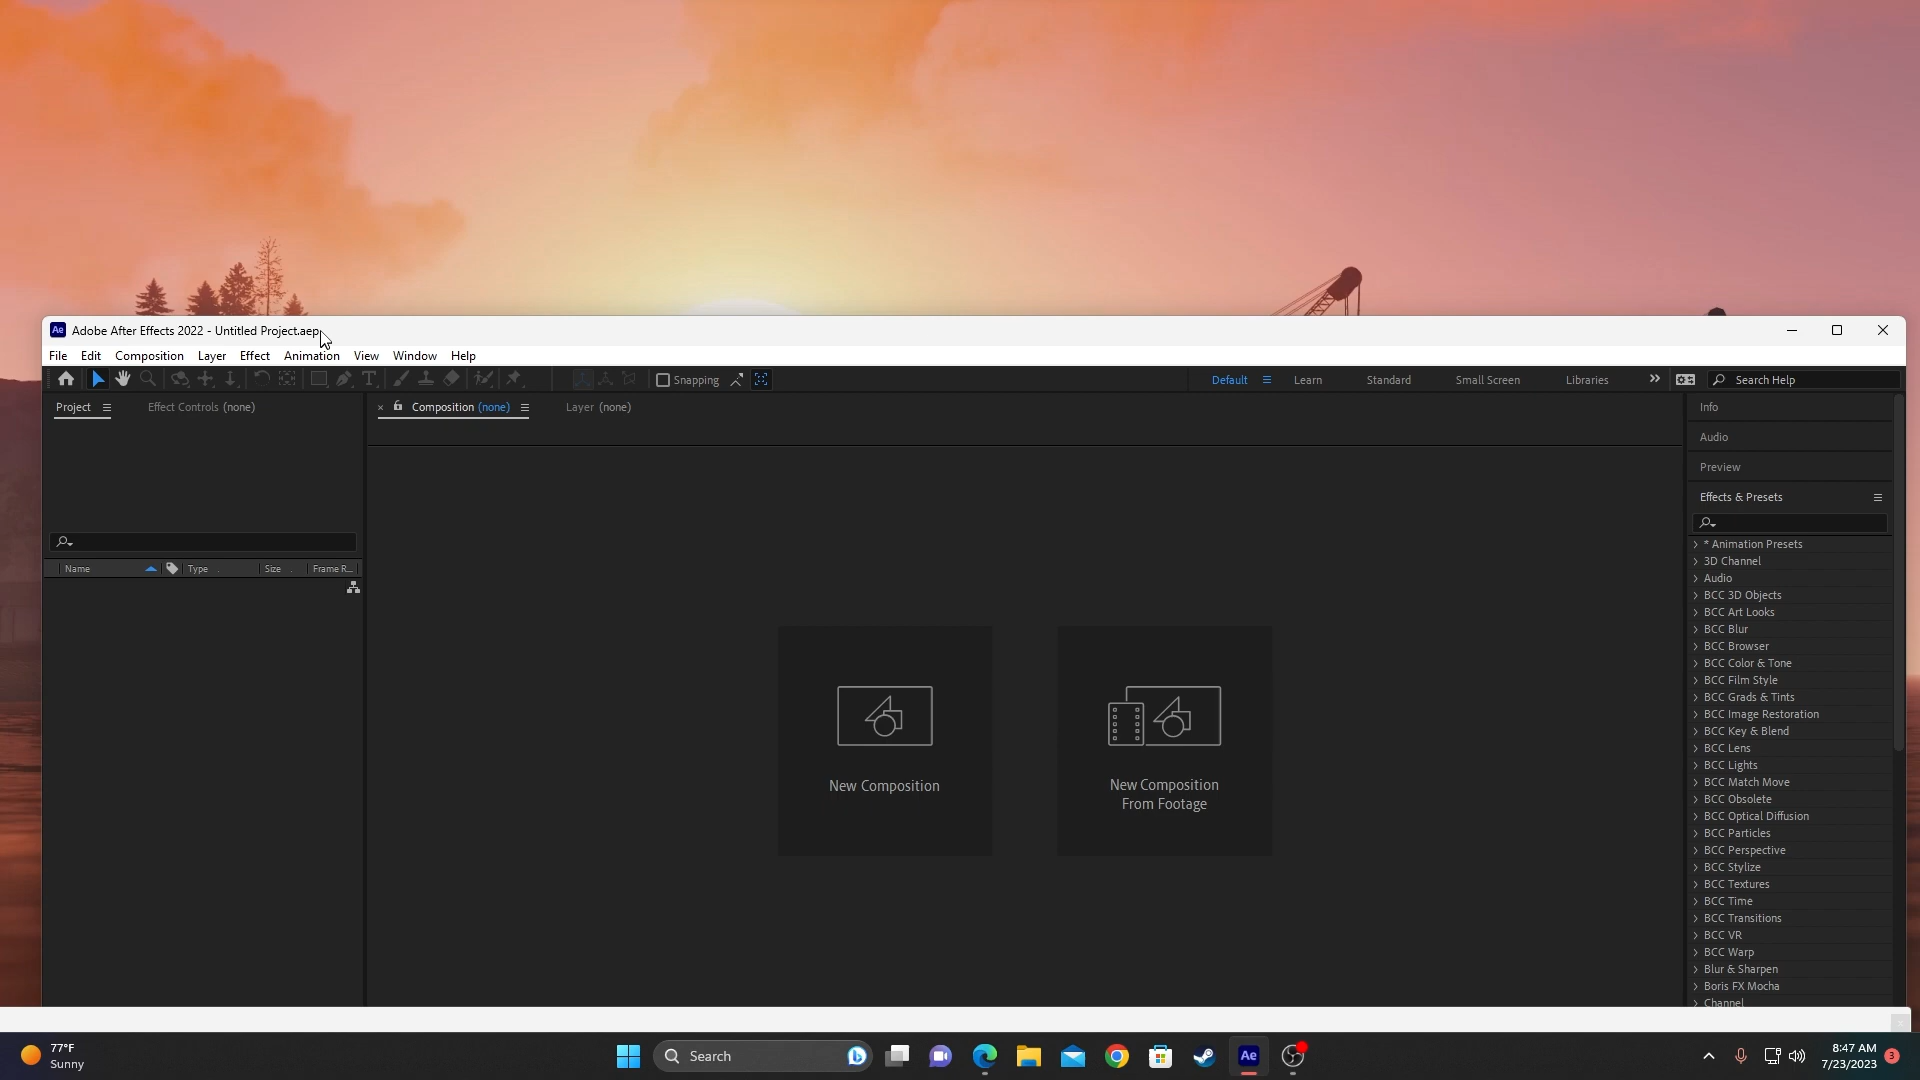 Ae Adobe After Effects 2022 - Untitled Project.aep
File Edit Composition Layer Effect Animation View Window Help
Snapping Default Learn Standard Small Screen Libraries Search Help
Project Effect Controls (none) Composition (none) Layer (none)
Name Type Size Frame R...
New Composition
New Composition
From Footage
Info
Audio
Preview
Effects & Presets
* Animation Presets
3D Channel
Audio
BCC 3D Objects
BCC Art Looks
BCC Blur
BCC Browser
BCC Color & Tone
BCC Film Style
BCC Grads & Tints
BCC Image Restoration
BCC Key & Blend
BCC Lens
BCC Lights
BCC Match Move
BCC Obsolete
BCC Optical Diffusion
BCC Particles
BCC Perspective
BCC Stylize
BCC Textures
BCC Time
BCC Transitions
BCC VR
BCC Warp
Blur & Sharpen
Boris FX Mocha
Channel
77°F
Sunny
Search
Ae
8:47 AM
7/23/2023
3